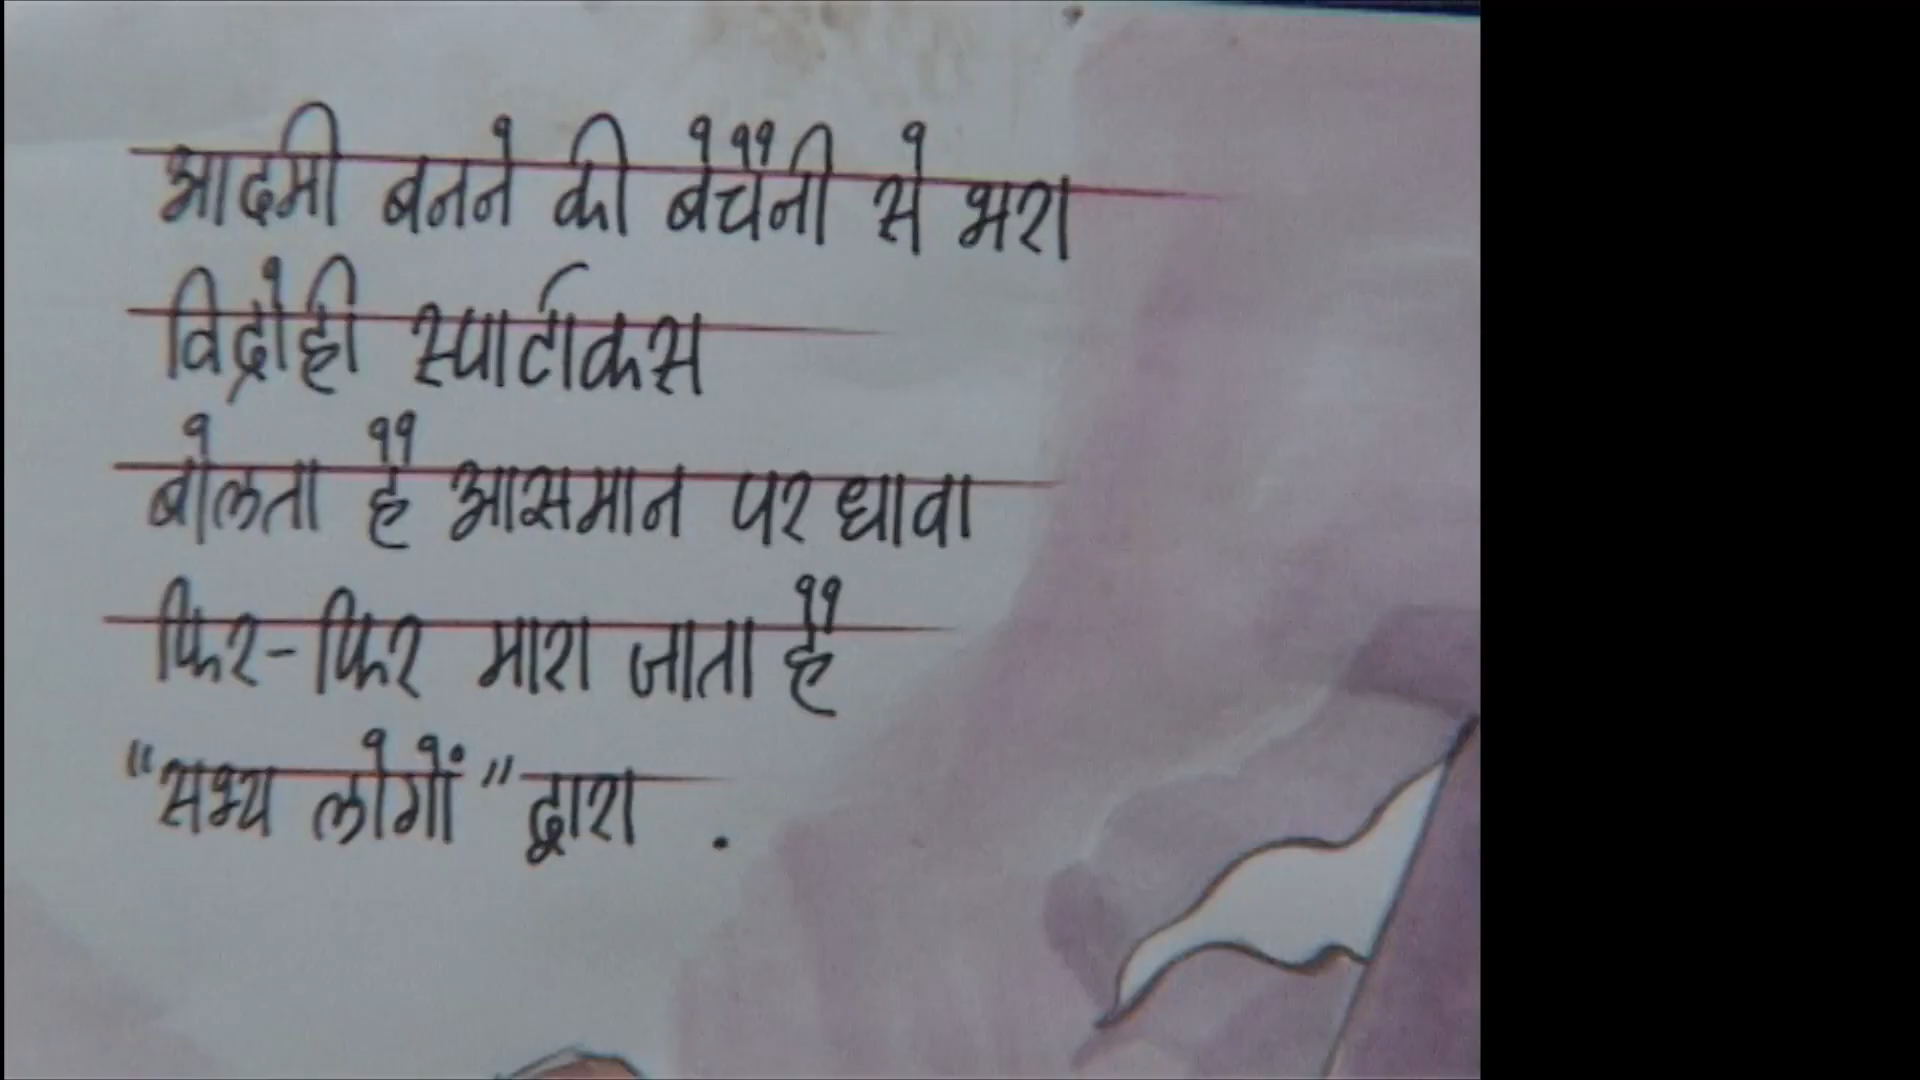 आदमी बनने की बेचैनी से भरा
विद्रोही स्पार्टाकस
बोलता है आसमान पर धावा
फिर-फिर मारा जाता है
"सभ्य लोगों" द्वारा .